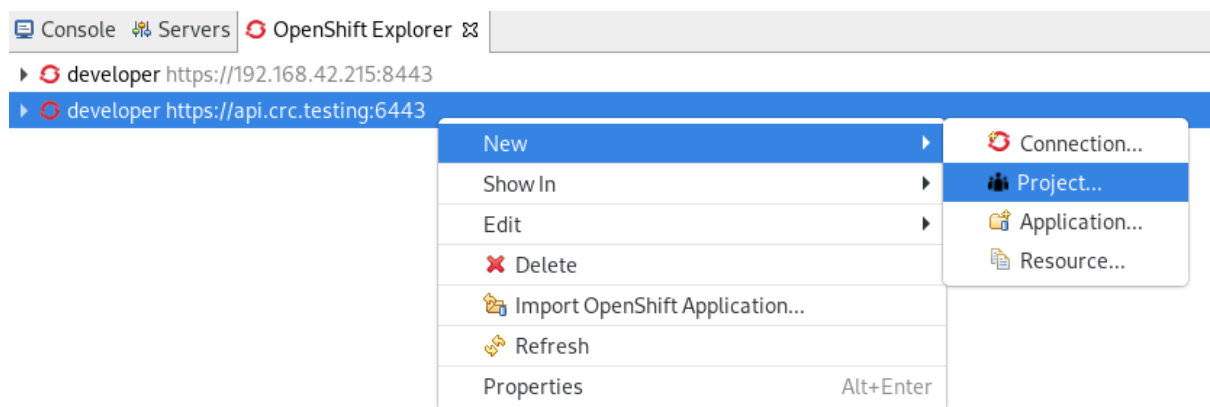 Console Servers OpenShift Explorer
developer https://192.168.42.215:8443
developer https://api.crc.testing:6443
New
Show In
Edit
Delete
Import OpenShift Application...
Refresh
Properties Alt+Enter
Connection...
Project...
Application...
Resource...